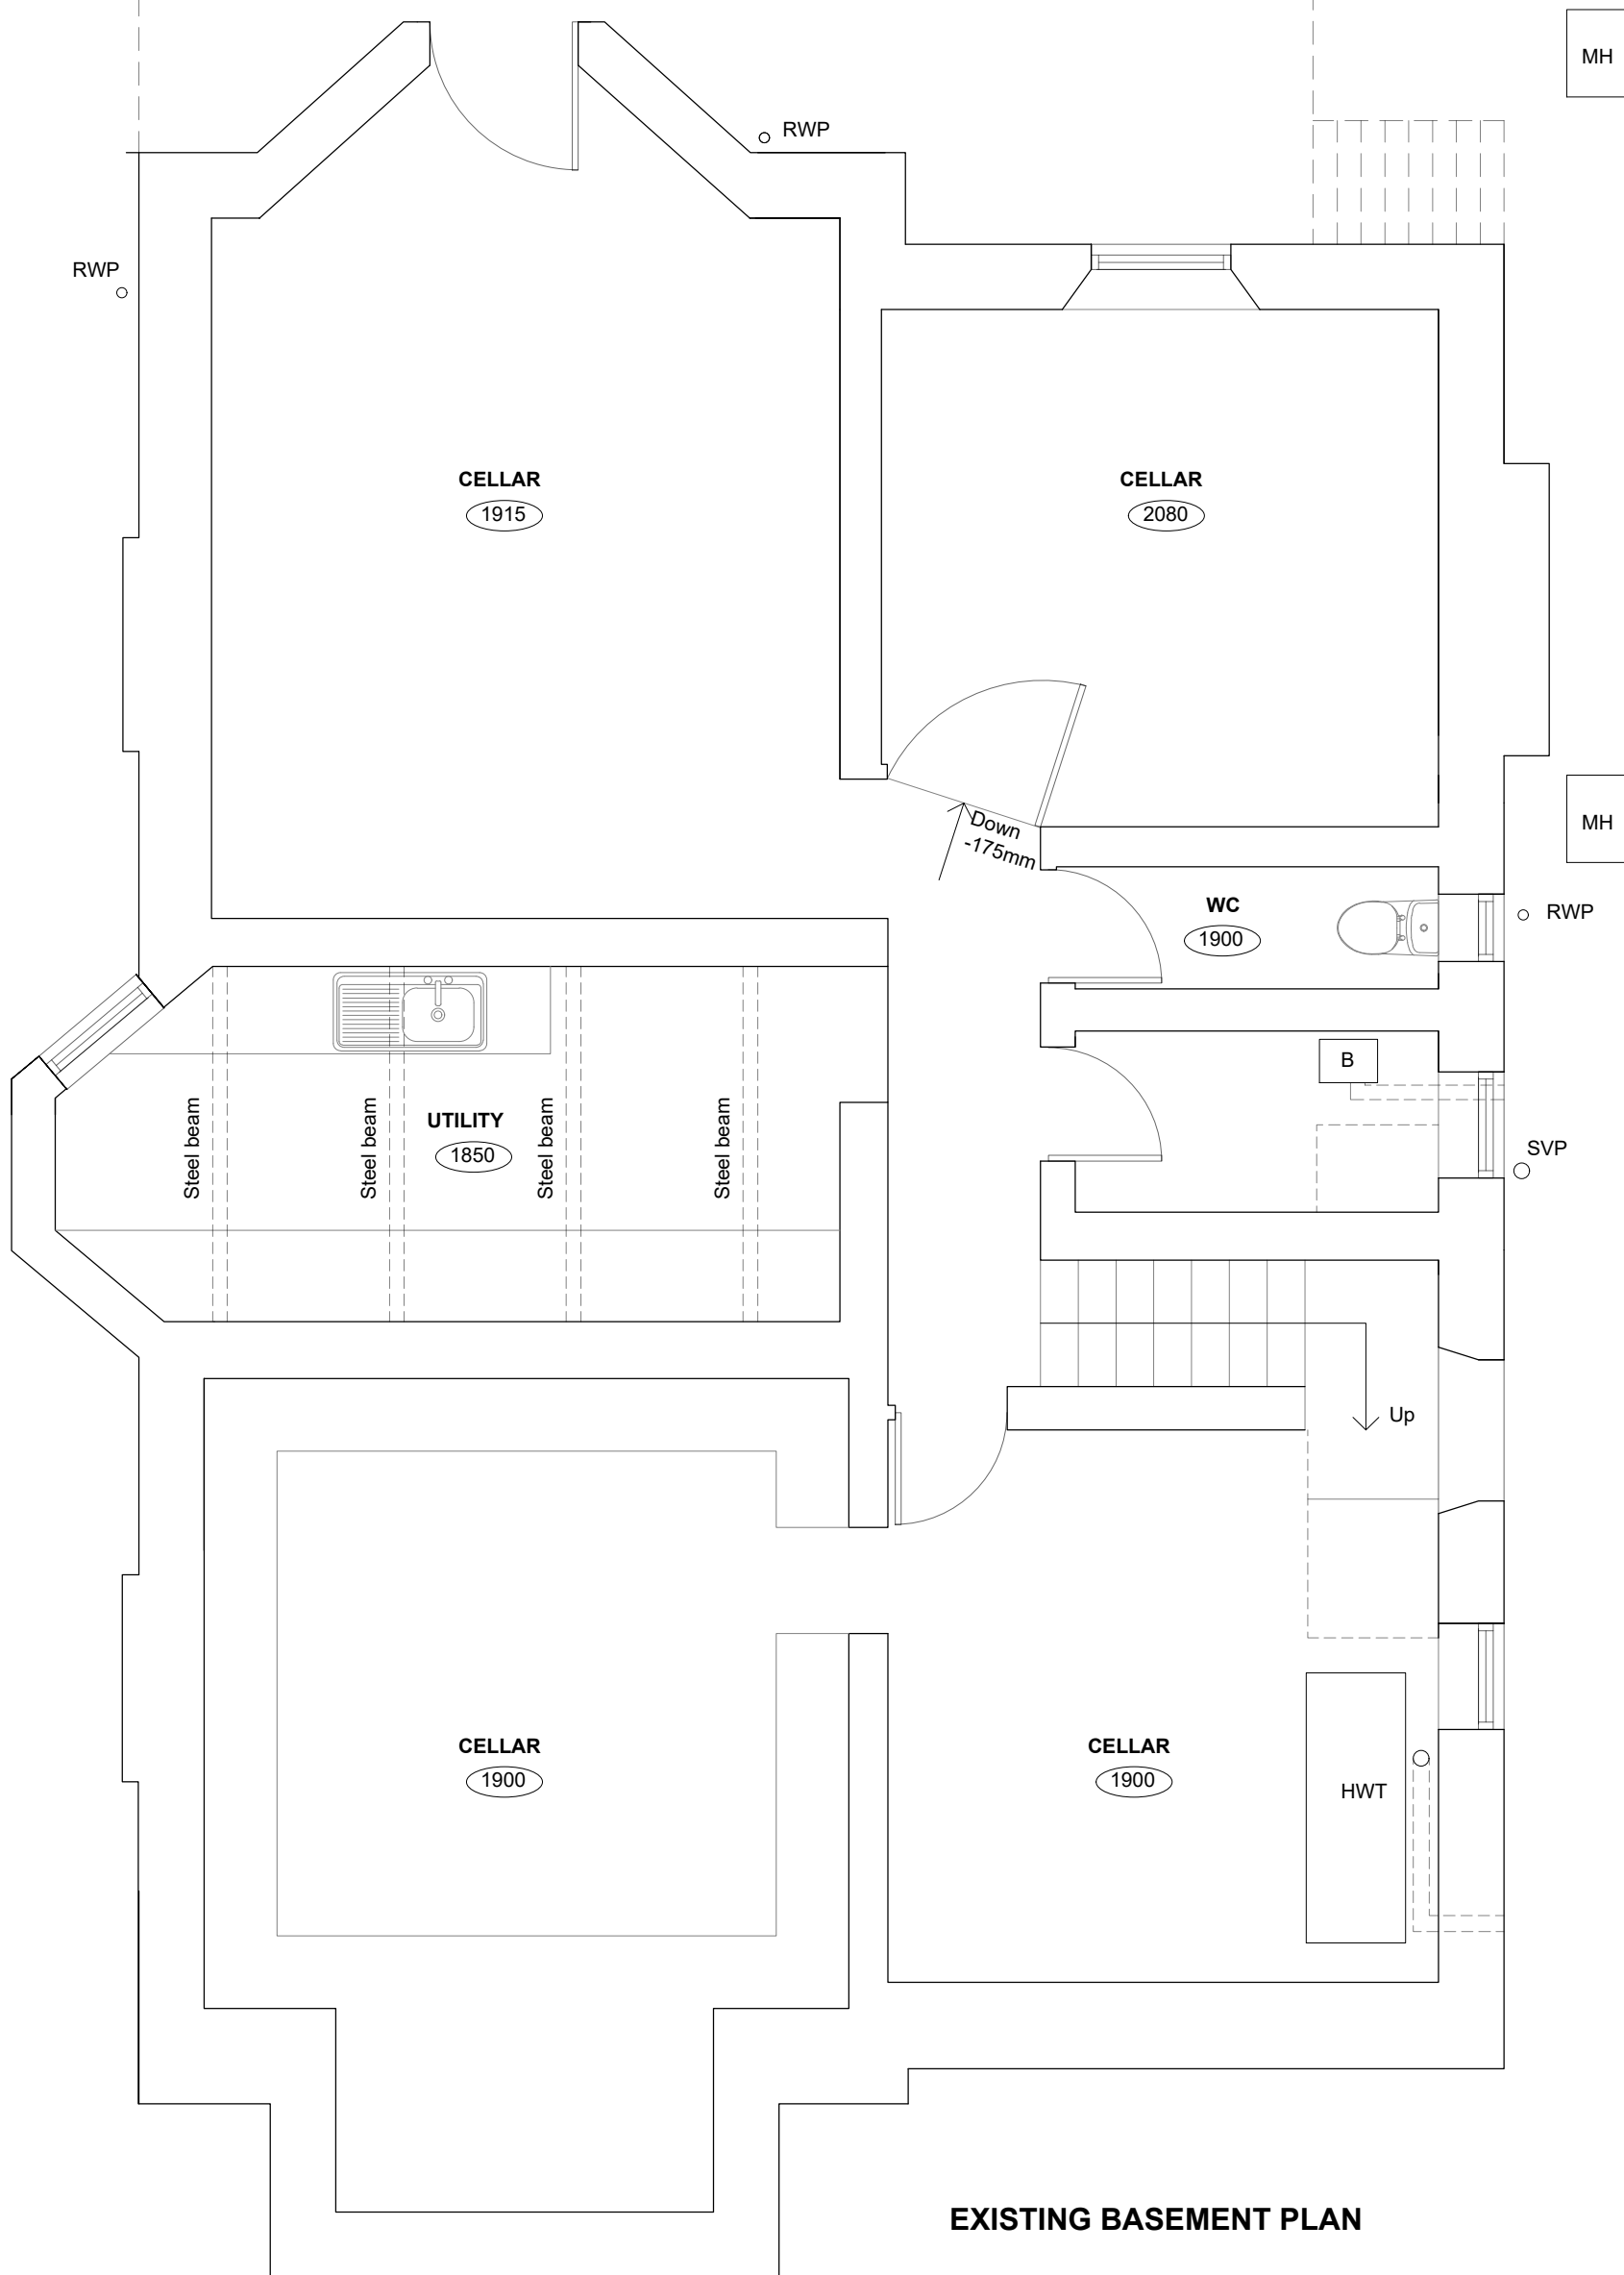 MH
RWP
RWP
CELLAR
1915
CELLAR
2080
Down
-175mm
MH
WC
1900
RWP
B
Steel beam
Steel beam
UTILITY
1850
Steel beam
Steel beam
SVP
Up
CELLAR
1900
CELLAR
1900
HWT
EXISTING BASEMENT PLAN